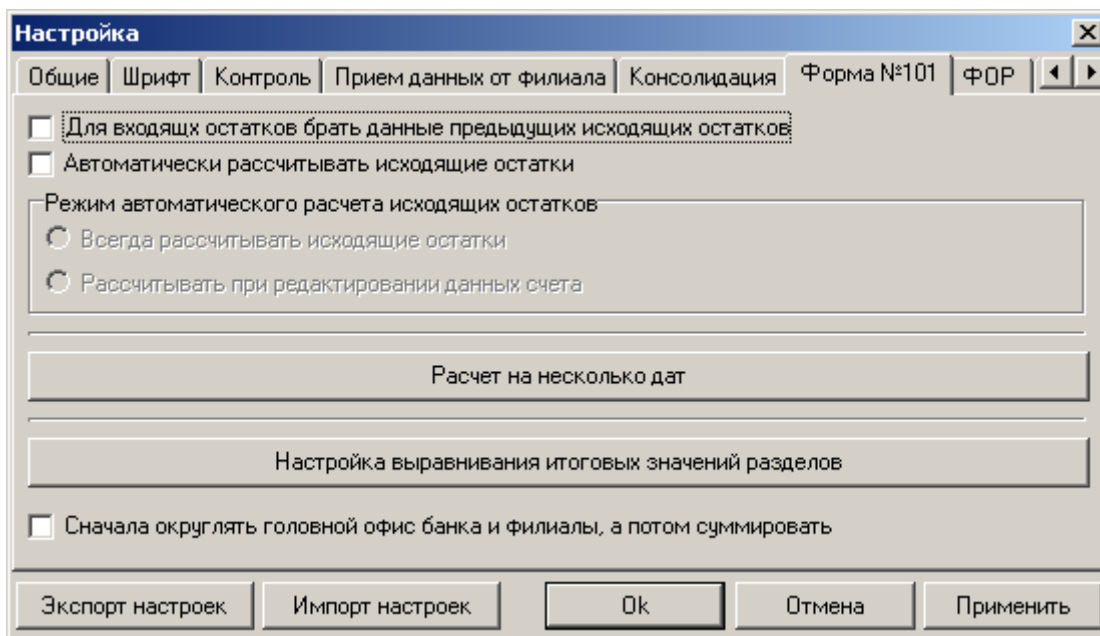 Настройка
Общие Шрифт Контроль Прием данных от филиала Консолидация Форма №101 ФОР
Для входящх остатков брать данные предыдущих исходящих остатков
Автоматически рассчитывать исходящие остатки
Режим автоматического расчета исходящих остатков
Всегда рассчитывать исходящие остатки
Рассчитывать при редактировании данных счета
Расчет на несколько дат
Настройка выравнивания итоговых значений разделов
Сначала округлять головной офис банка и филиалы, а потом суммировать
Экспорт настроек Импорт настроек Ok Отмена Применить